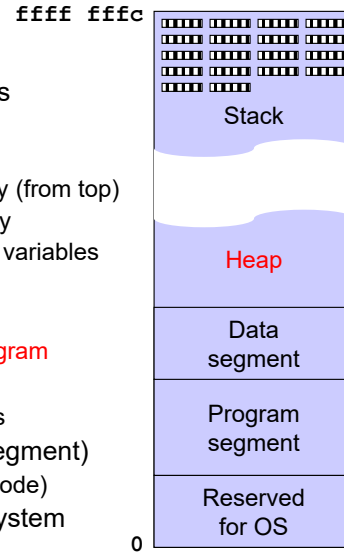 ffff fffc
s
Stack
y (from top)
y
variables
Heap
gram
Data
segment
s
Program
segment
egment)
ode)
ystem
Reserved
for OS
0